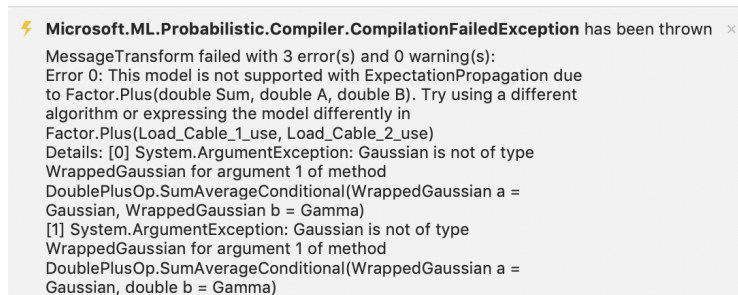 Microsoft.ML.Probabilistic.Compiler.CompilationFailedException has been thrown ×
MessageTransform failed with 3 error(s) and 0 warning(s):
Error 0: This model is not supported with ExpectationPropagation due
to Factor.Plus(double Sum, double A, double B). Try using a different
algorithm or expressing the model differently in
Factor.Plus(Load_Cable_1_use, Load_Cable_2_use)
Details: [0] System.ArgumentException: Gaussian is not of type
WrappedGaussian for argument 1 of method
DoublePlusOp.SumAverageConditional(WrappedGaussian a =
Gaussian, WrappedGaussian b = Gamma)
[1] System.ArgumentException: Gaussian is not of type
WrappedGaussian for argument 1 of method
DoublePlusOp.SumAverageConditional(WrappedGaussian a =
Gaussian, double b = Gamma)